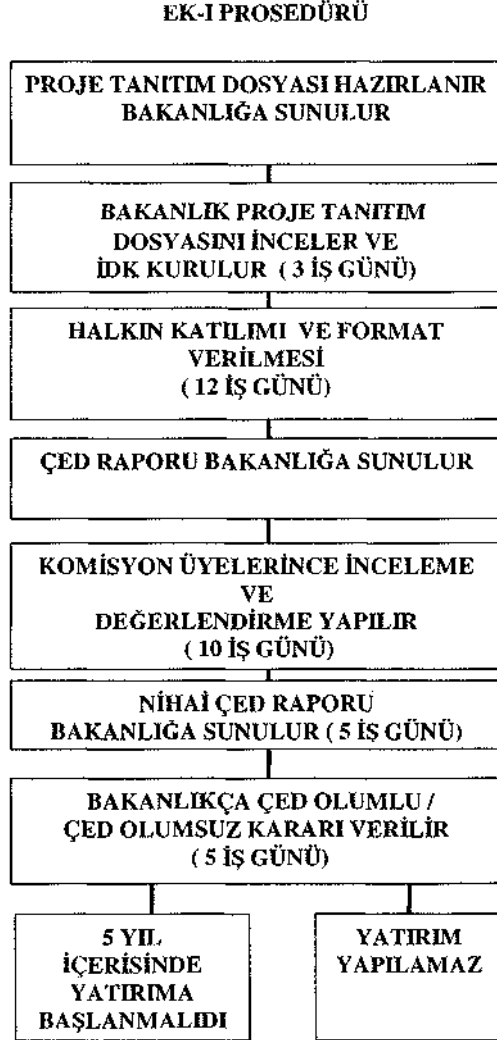 EK-I PROSEDÜRÜ
PROJE TANITIM DOSYASI HAZIRLANIR
BAKANLIĞA SUNULUR
BAKANLIK PROJE TANITIM
DOSYASINI İNCELER VE
İDK KURULUR ( 3 İŞ GÜNÜ)
HALKIN KATILIMI VE FORMAT
VERİLMESİ
( 12 İŞ GÜNÜ)
ÇED RAPORU BAKANLIĞA SUNULUR
KOMİSYON ÜYELERİNCE İNCELEME
VE
DEĞERLENDİRME YAPILIR
( 10 İŞ GÜNÜ)
NİHAİ ÇED RAPORU
BAKANLIĞA SUNULUR ( 5 İŞ GÜNÜ)
BAKANLIKÇA ÇED OLUMLU /
ÇED OLUMSUZ KARARI VERİLİR
( 5 İŞ GÜNÜ)
5 YIL
İÇERİSİNDE
YATIRIMA
BAŞLANMALIDI
YATIRIM
YAPILAMAZ